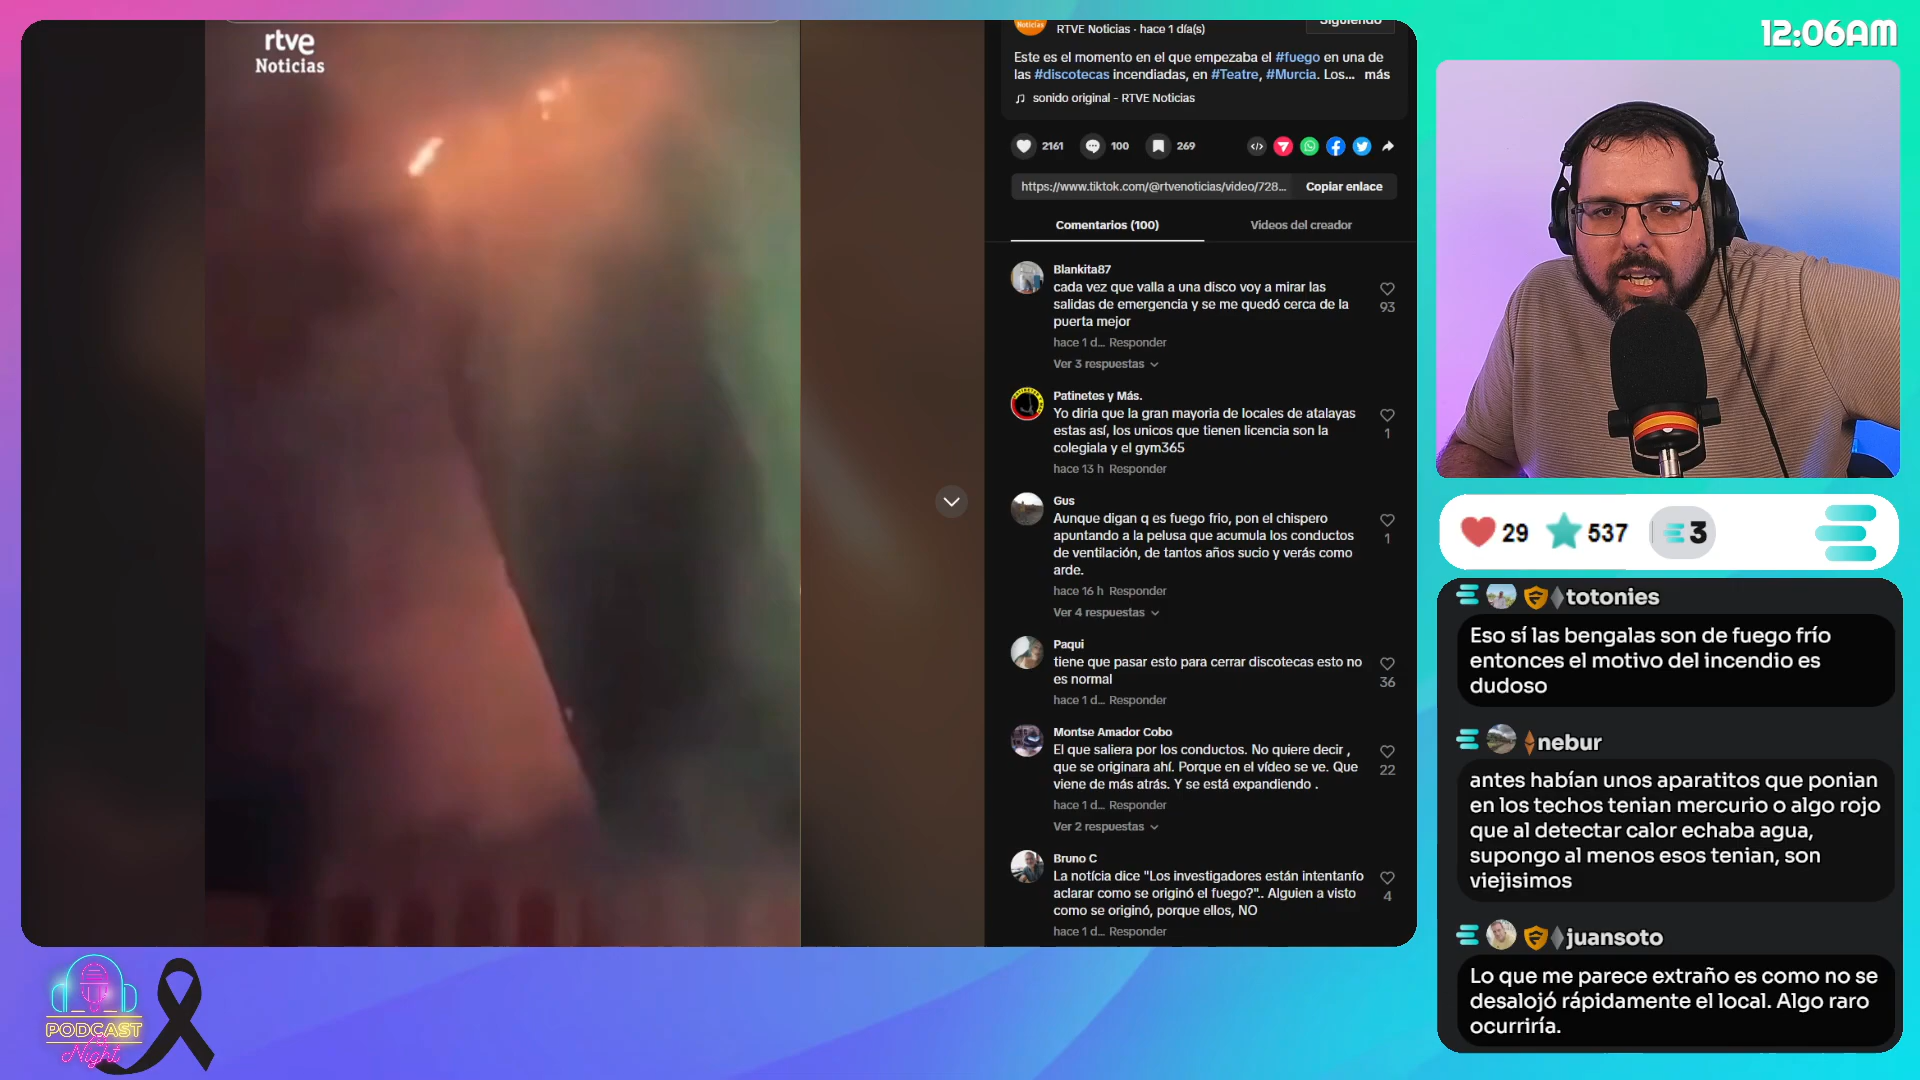 rtve
Noticias
RTVE Noticias · hace 1 día(s)
Siguiendo
Este es el momento en el que empezaba el #fuego en una de
las #discotecas incendiadas, en #Teatre, #Murcia. Los... más
sonido original - RTVE Noticias
2161
100
269
https://www.tiktok.com/@rtvenoticias/video/728...
Copiar enlace
Comentarios (100)
Videos del creador
Blankita87
cada vez que valla a una disco voy a mirar las
salidas de emergencia y se me quedó cerca de la
puerta mejor
93
hace 1 d... Responder
Ver 3 respuestas
Patinetes y Más.
Yo diria que la gran mayoria de locales de atalayas
estas así, los unicos que tienen licencia son la
colegiala y el gym365
1
hace 13 h Responder
Gus
Aunque digan q es fuego frio, pon el chispero
apuntando a la pelusa que acumula los conductos
de ventilación, de tantos años sucio y verás como
arde.
1
hace 16 h Responder
Ver 4 respuestas
Paqui
tiene que pasar esto para cerrar discotecas esto no
es normal
36
hace 1 d... Responder
Montse Amador Cobo
El que saliera por los conductos. No quiere decir ,
que se originara ahí. Porque en el vídeo se ve. Que
viene de más atrás. Y se está expandiendo .
22
hace 1 d... Responder
Ver 2 respuestas
Bruno C
La notícia dice "Los investigadores están intentanfo
aclarar como se originó el fuego?".. Alguien a visto
como se originó, porque ellos, NO
4
hace 1 d... Responder
12:06AM
29
537
3
totonies
Eso sí las bengalas son de fuego frío
entonces el motivo del incendio es
dudoso
nebur
antes habían unos aparatitos que ponian
en los techos tenian mercurio o algo rojo
que al detectar calor echaba agua,
supongo al menos esos tenian, son
viejisimos
juansoto
Lo que me parece extraño es como no se
desalojó rápidamente el local. Algo raro
ocurriría.
PODCAST
Night